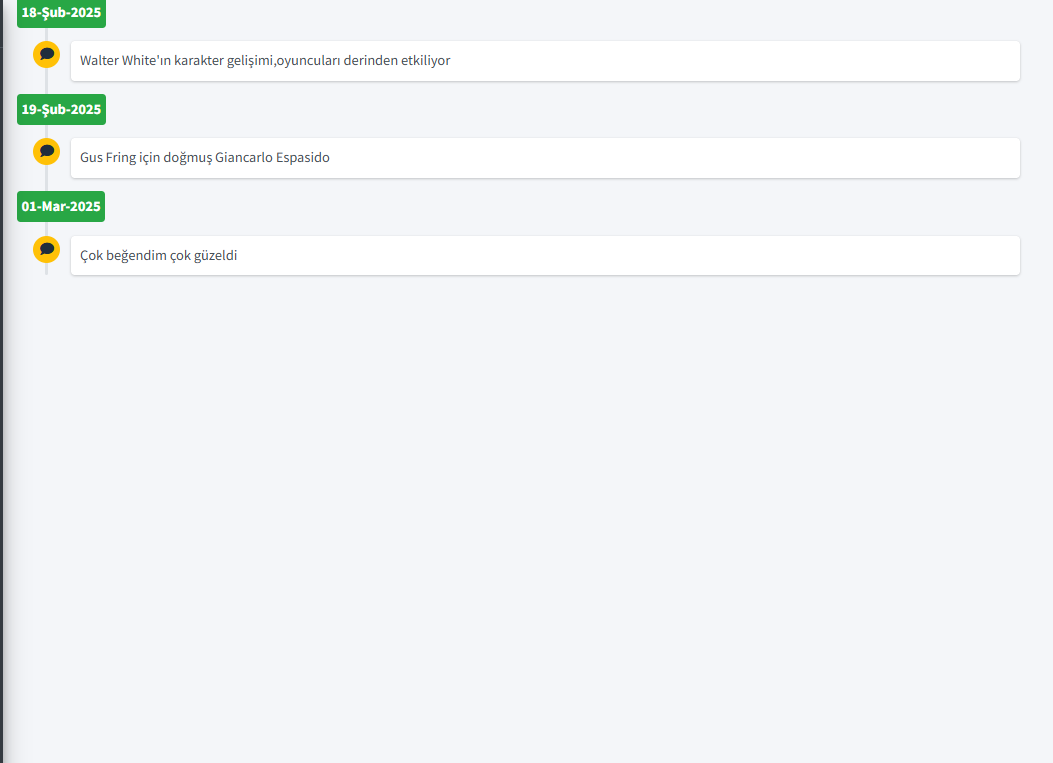 18-Şub-2025
Walter White'ın karakter gelişimi,oyuncuları derinden etkiliyor
19-Şub-2025
Gus Fring için doğmuş Giancarlo Espasido
01-Mar-2025
Çok beğendim çok güzeldi